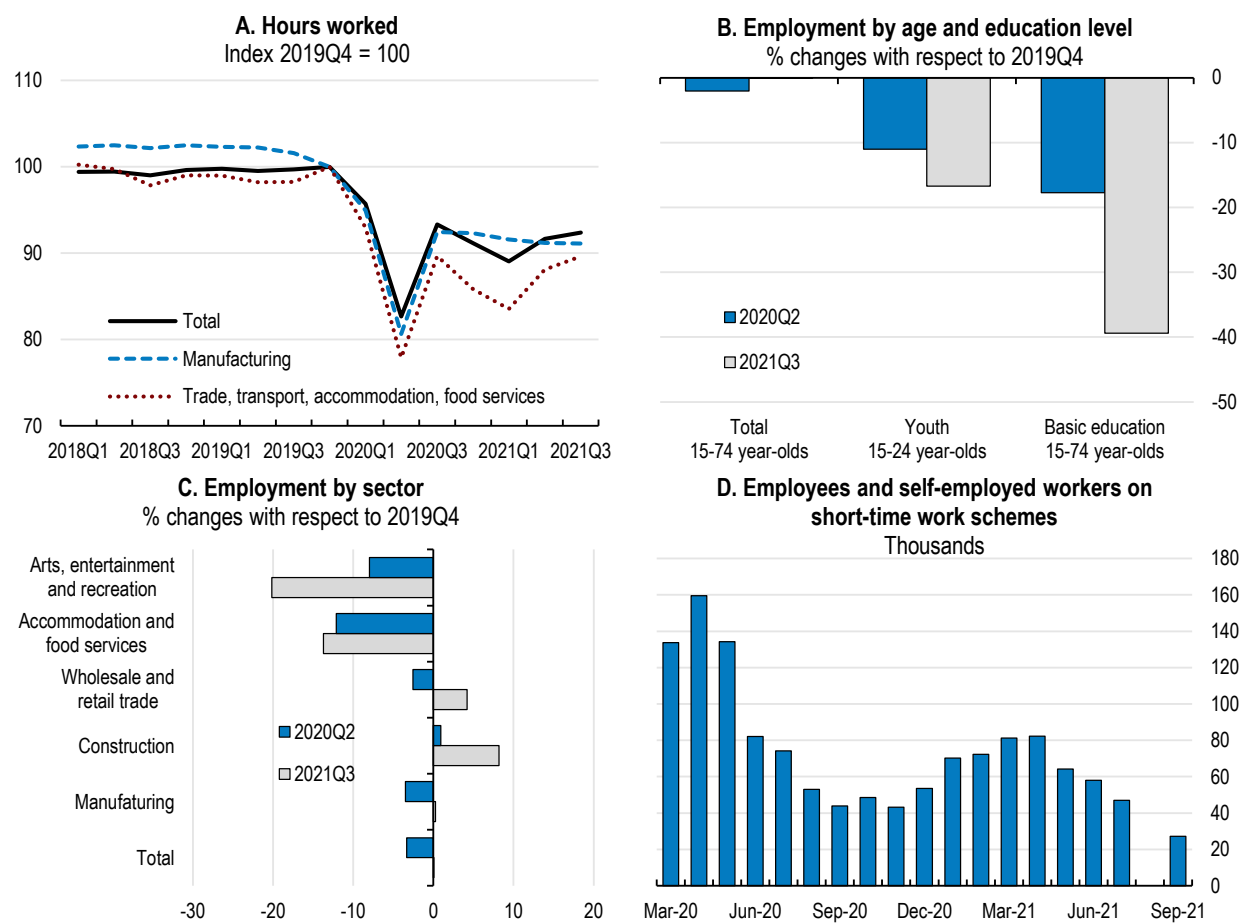 A. Hours worked
Index 2019Q4 = 100
110
100
90
80
70
Total
Manufacturing
Trade, transport, accommodation, food services
2018Q1 2018Q3 2019Q1 2019Q3 2020Q1 2020Q3 2021Q1 2021Q3
B. Employment by age and education level
% changes with respect to 2019Q4
0
-10
-20
-30
-40
-50
2020Q2
2021Q3
Total
15-74 year-olds
Youth
15-24 year-olds
Basic education
15-74 year-olds
C. Employment by sector
% changes with respect to 2019Q4
Arts, entertainment
and recreation
Accommodation and
food services
Wholesale and
retail trade
Construction
Manufaturing
Total
2020Q2
2021Q3
-30 -20 -10 0 10 20
D. Employees and self-employed workers on
short-time work schemes
Thousands
180
160
140
120
100
80
60
40
20
0
Mar-20 Jun-20 Sep-20 Dec-20 Mar-21 Jun-21 Sep-21